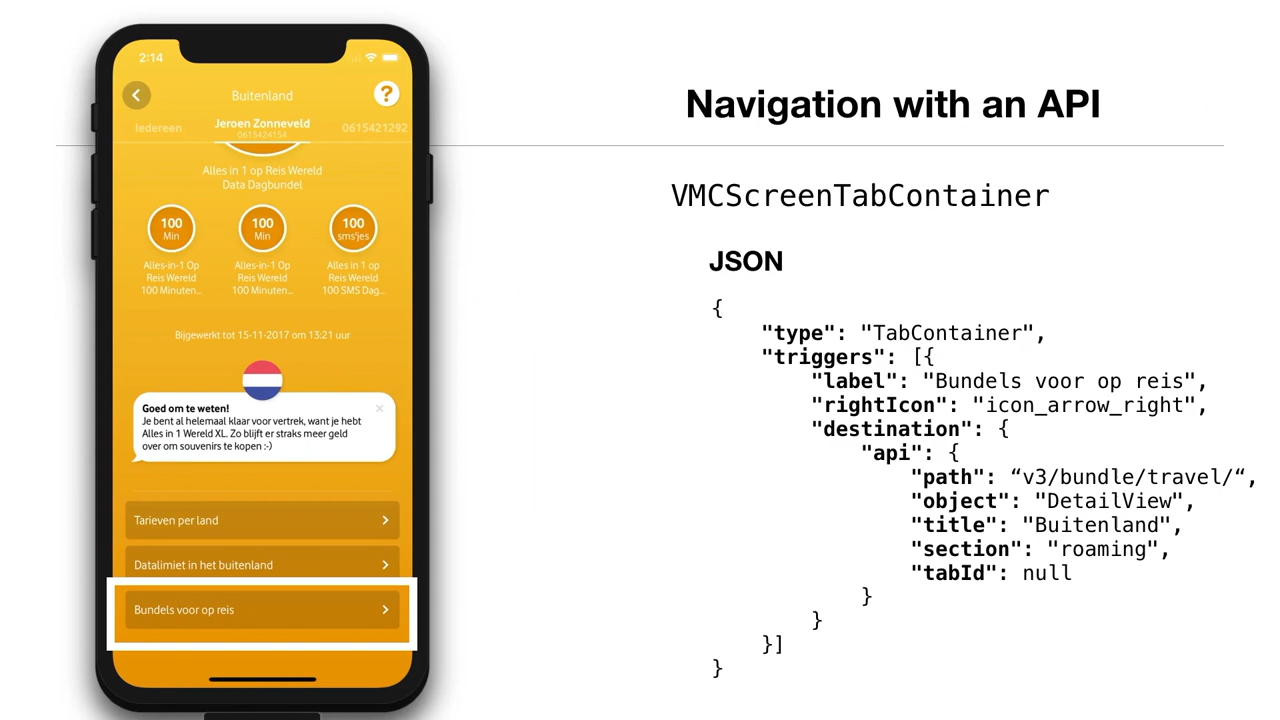 2:14
Buitenland
?
Iedereen
Jeroen Zonneveld
0615424154
0615421292
Alles in 1 op Reis Wereld
Data Dagbundel
100
Min
100
Min
100
sms'jes
Alles-in-1 Op
Reis Wereld
100 Minuten...
Alles-in-1 Op
Reis Wereld
100 Minuten...
Alles in 1 op
Reis Wereld
100 SMS Dag...
Bijgewerkt tot 15-11-2017 om 13:21 uur
Goed om te weten!
Je bent al helemaal klaar voor vertrek, want je hebt
Alles in 1 Wereld XL. Zo blijft er straks meer geld
over om souvenirs te kopen :-)
Tarieven per land
Datalimiet in het buitenland
Bundels voor op reis
Navigation with an API
VMCScreenTabContainer
JSON
{
"type": "TabContainer",
"triggers": [{
"label": "Bundels voor op reis",
"rightIcon": "icon_arrow_right",
"destination": {
"api": {
"path": “v3/bundle/travel/“,
"object": "DetailView",
"title": "Buitenland",
"section": "roaming",
"tabId": null
}
}
}]
}